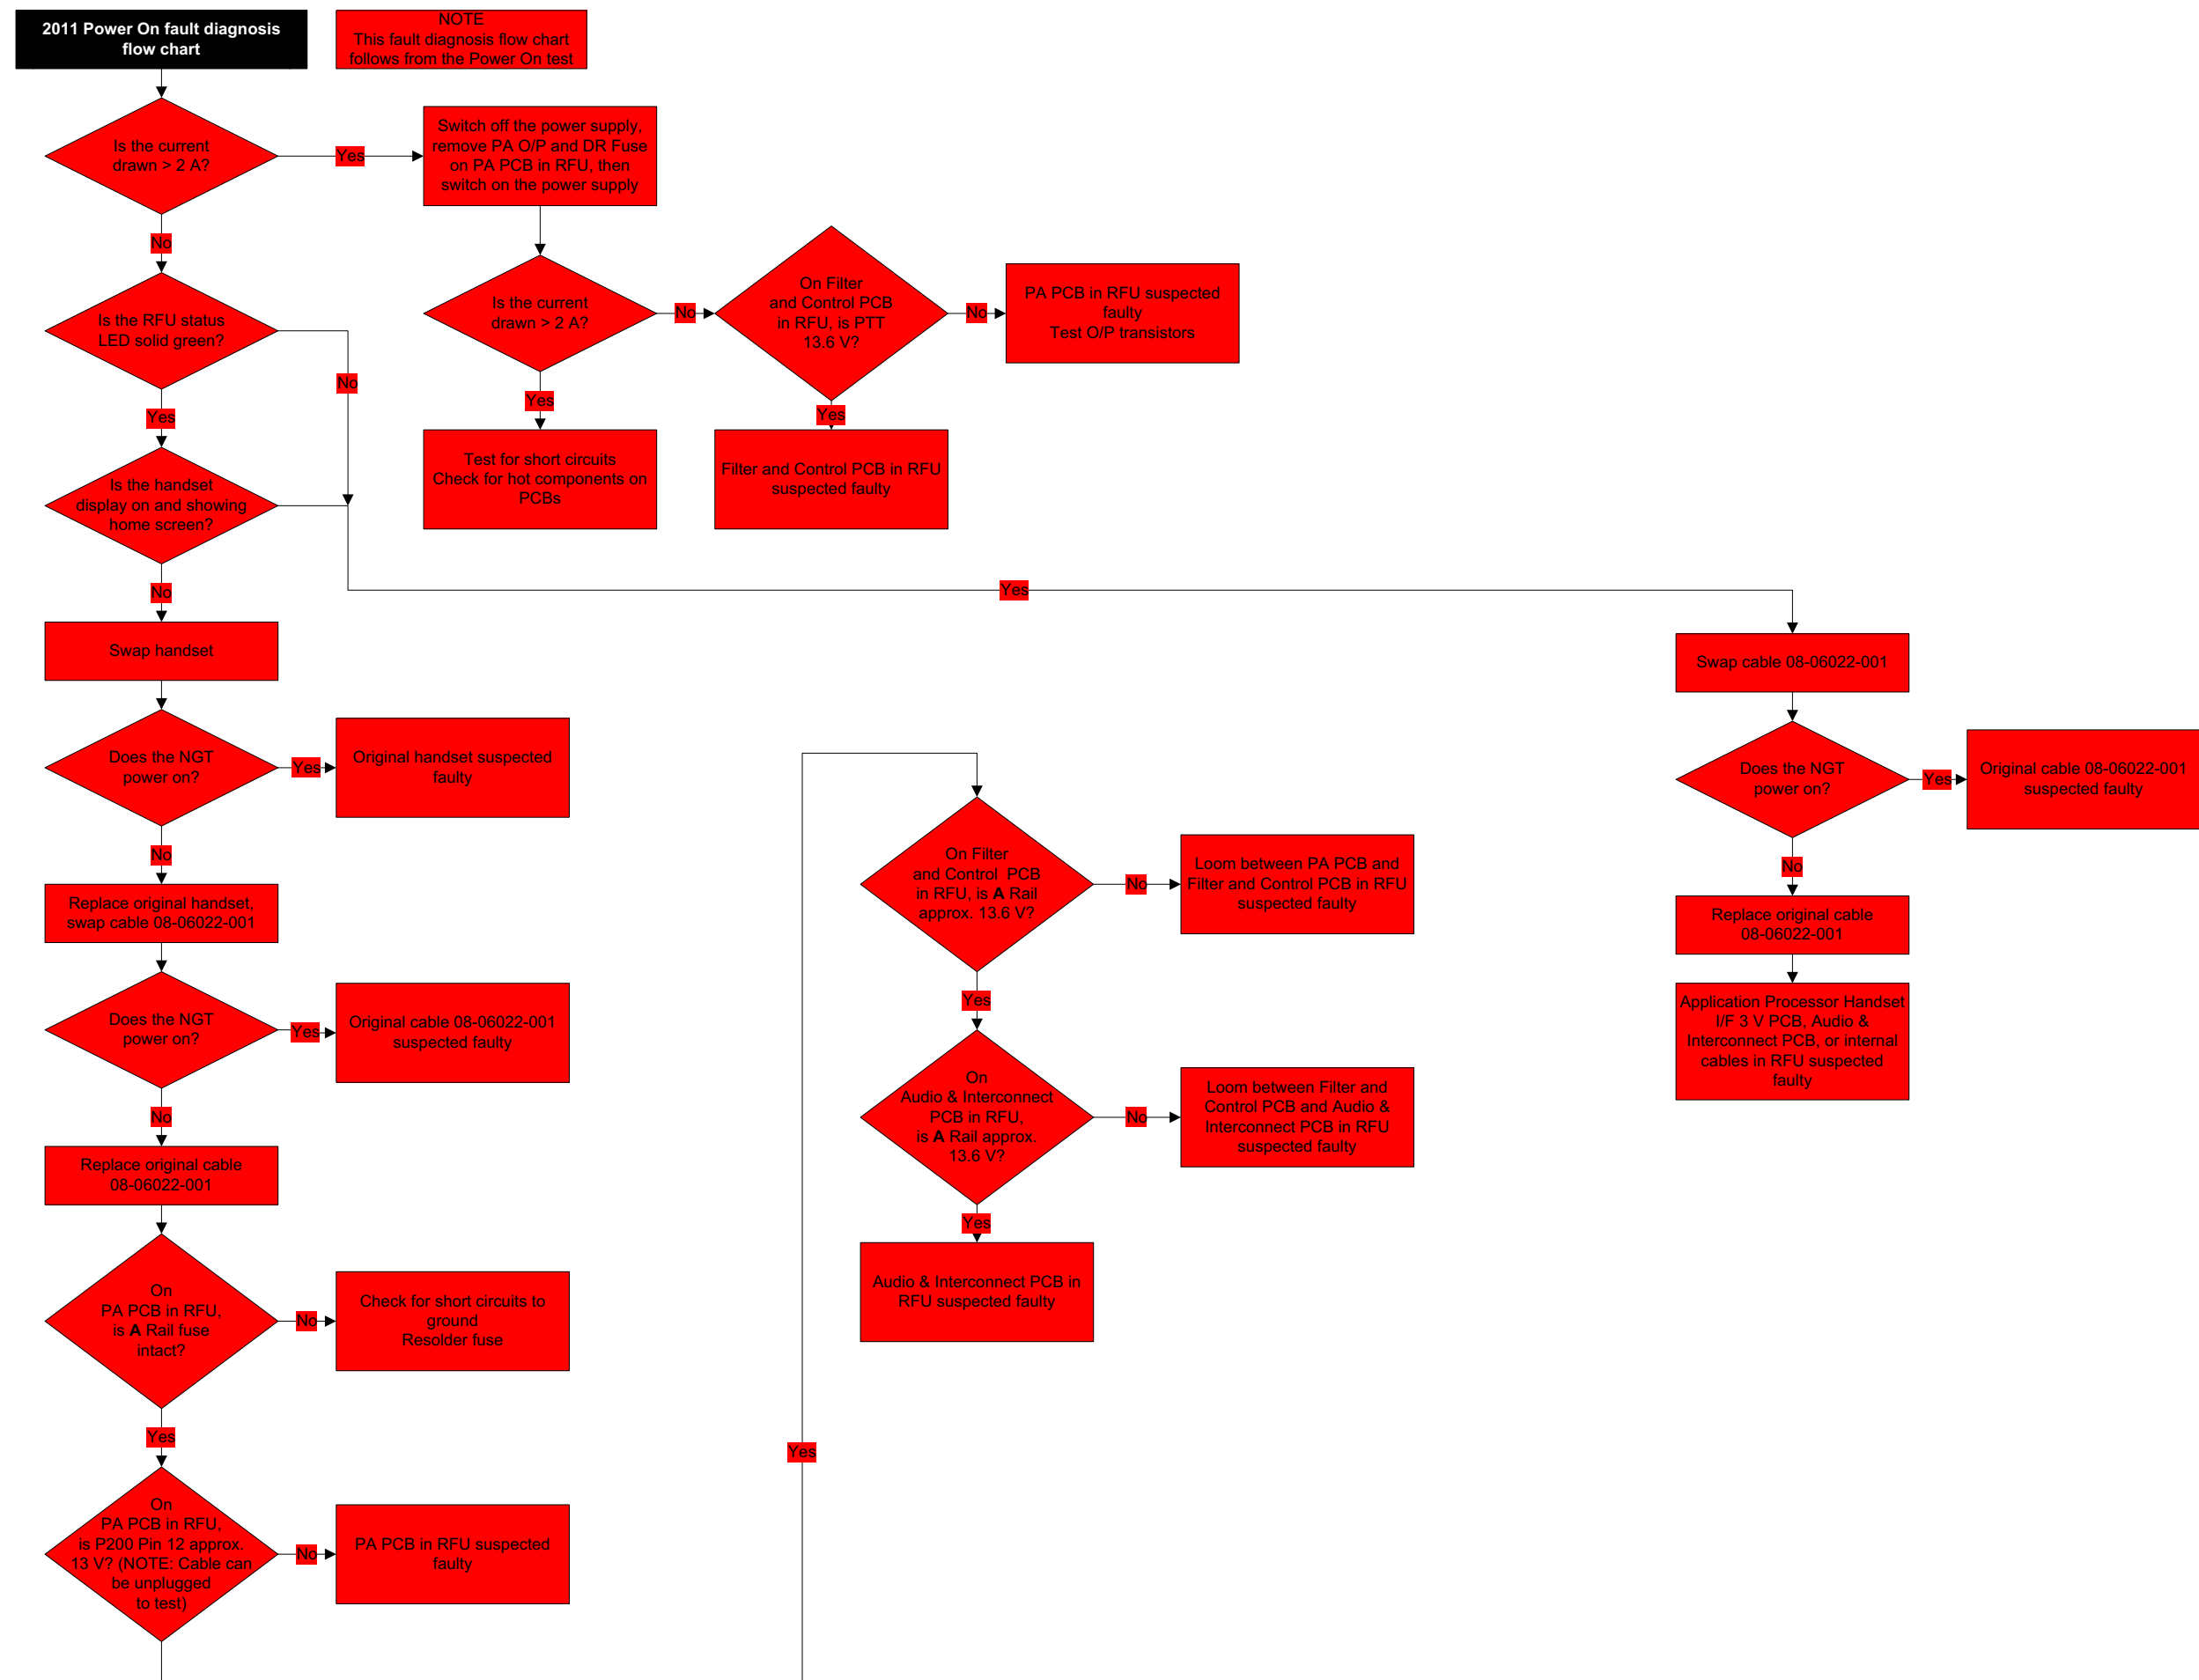 2011 Power On fault diagnosis
flow chart
NOTE
This fault diagnosis flow chart
follows from the Power On test
Is the current
drawn > 2 A?
Yes
Switch off the power supply,
remove PA O/P and DR Fuse
on PA PCB in RFU, then
switch on the power supply
No
Is the current
drawn > 2 A?
No
On Filter
and Control PCB
in RFU, is PTT
13.6 V?
No
PA PCB in RFU suspected
faulty
Test O/P transistors
Yes
Test for short circuits
Check for hot components on
PCBs
Yes
Filter and Control PCB in RFU
suspected faulty
Is the RFU status
LED solid green?
No
Yes
Is the handset
display on and showing
home screen?
Yes
No
Swap handset
Does the NGT
power on?
Yes
Original handset suspected
faulty
No
Replace original handset,
swap cable 08-06022-001
Does the NGT
power on?
Yes
Original cable 08-06022-001
suspected faulty
No
Replace original cable
08-06022-001
On
PA PCB in RFU,
is A Rail fuse
intact?
No
Check for short circuits to
ground
Resolder fuse
Yes
On
PA PCB in RFU,
is P200 Pin 12 approx.
13 V? (NOTE: Cable can
be unplugged
to test)
No
PA PCB in RFU suspected
faulty
Yes
On Filter
and Control PCB
in RFU, is A Rail
approx. 13.6 V?
No
Loom between PA PCB and
Filter and Control PCB in RFU
suspected faulty
Yes
On
Audio & Interconnect
PCB in RFU,
is A Rail approx.
13.6 V?
No
Loom between Filter and
Control PCB and Audio &
Interconnect PCB in RFU
suspected faulty
Yes
Audio & Interconnect PCB in
RFU suspected faulty
Swap cable 08-06022-001
Does the NGT
power on?
Yes
Original cable 08-06022-001
suspected faulty
No
Replace original cable
08-06022-001
Application Processor Handset
I/F 3 V PCB, Audio &
Interconnect PCB, or internal
cables in RFU suspected
faulty